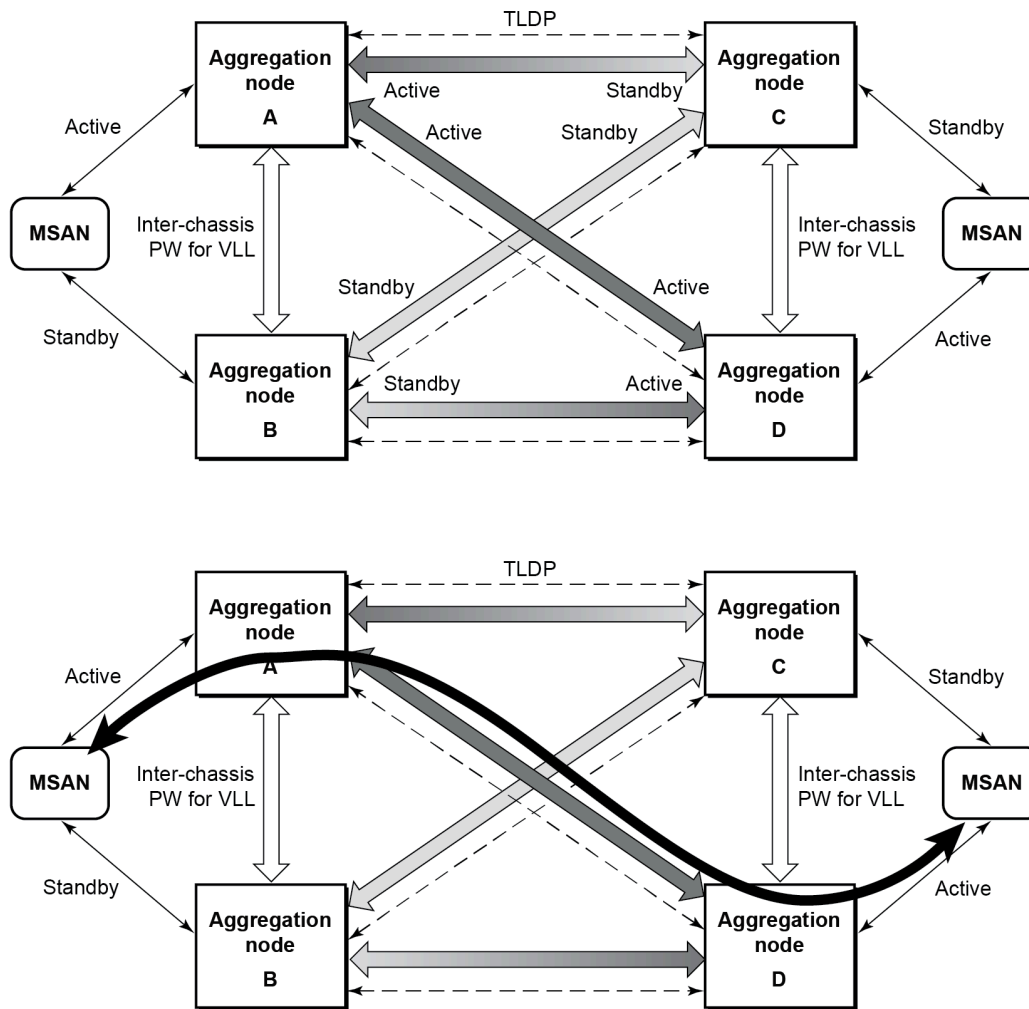 TLDP
Aggregation
node
A
Aggregation
node
C
Active
Standby
Active
Standby
Active
Standby
MSAN
Inter-chassis
PW for VLL
Inter-chassis
PW for VLL
MSAN
Standby
Active
Standby
Active
Standby
Active
Aggregation
node
B
Aggregation
node
D
TLDP
Aggregation
node
A
Aggregation
node
C
Active
Standby
MSAN
Inter-chassis
PW for VLL
Inter-chassis
PW for VLL
MSAN
Standby
Active
Aggregation
node
B
Aggregation
node
D